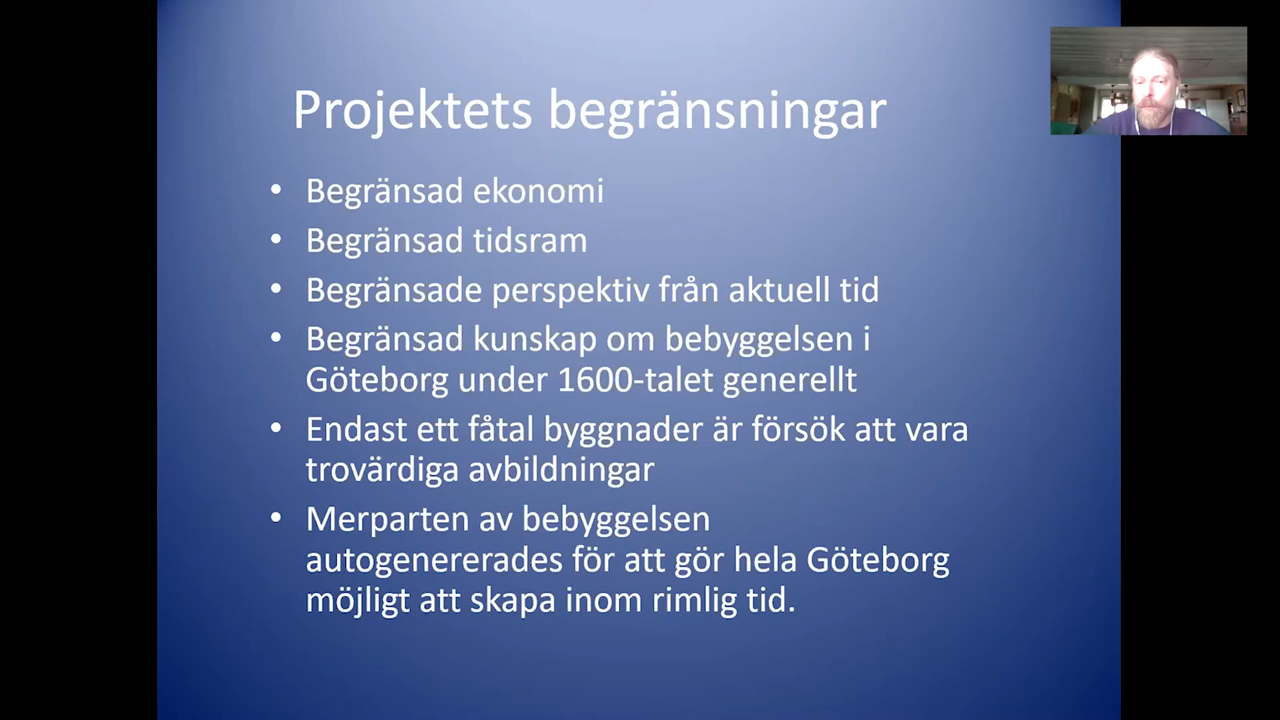 Projektets begränsningar
• Begränsad ekonomi
• Begränsad tidsram
• Begränsade perspektiv från aktuell tid
• Begränsad kunskap om bebyggelsen i
Göteborg under 1600-talet generellt
• Endast ett fåtal byggnader är försök att vara
trovärdiga avbildningar
• Merparten av bebyggelsen
autogenererades för att gör hela Göteborg
möjligt att skapa inom rimlig tid.